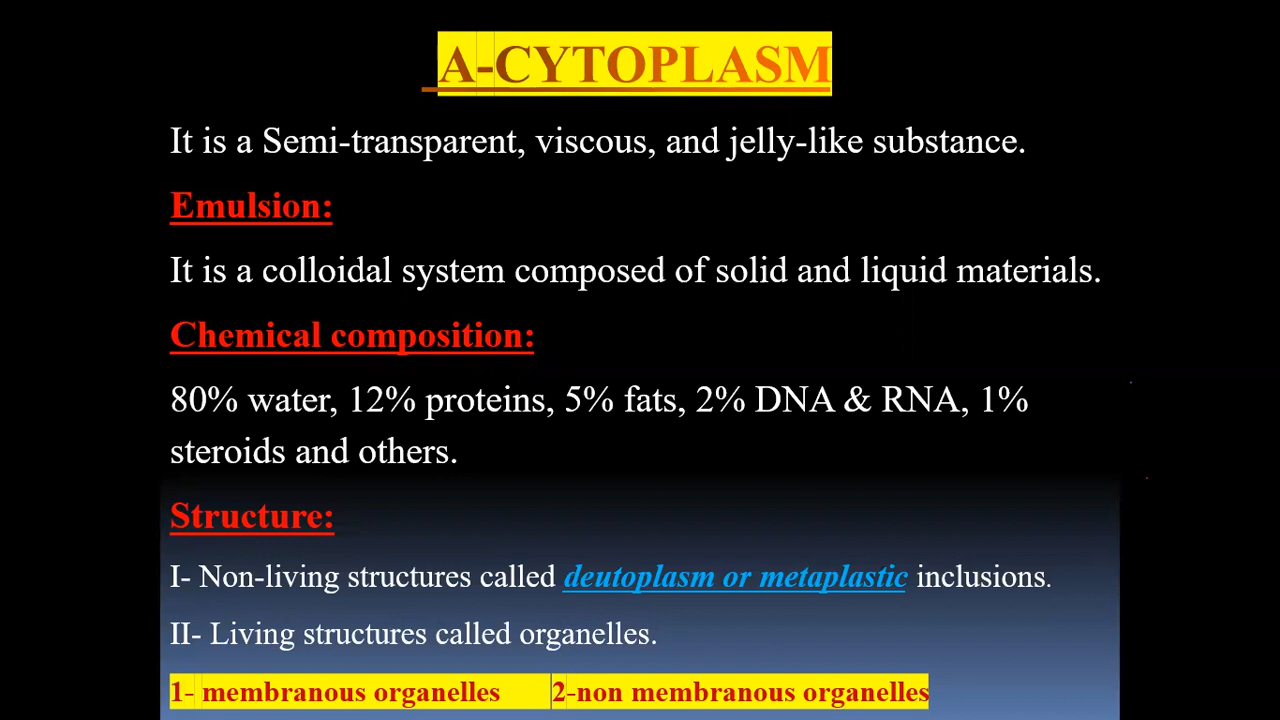 A-CYTOPLASM
It is a Semi-transparent, viscous, and jelly-like substance.
Emulsion:
It is a colloidal system composed of solid and liquid materials.
Chemical composition:
80% water, 12% proteins, 5% fats, 2% DNA & RNA, 1%
steroids and others.
Structure:
I- Non-living structures called deutoplasm or metaplastic inclusions.
II- Living structures called organelles.
1- membranous organelles 2-non membranous organelles